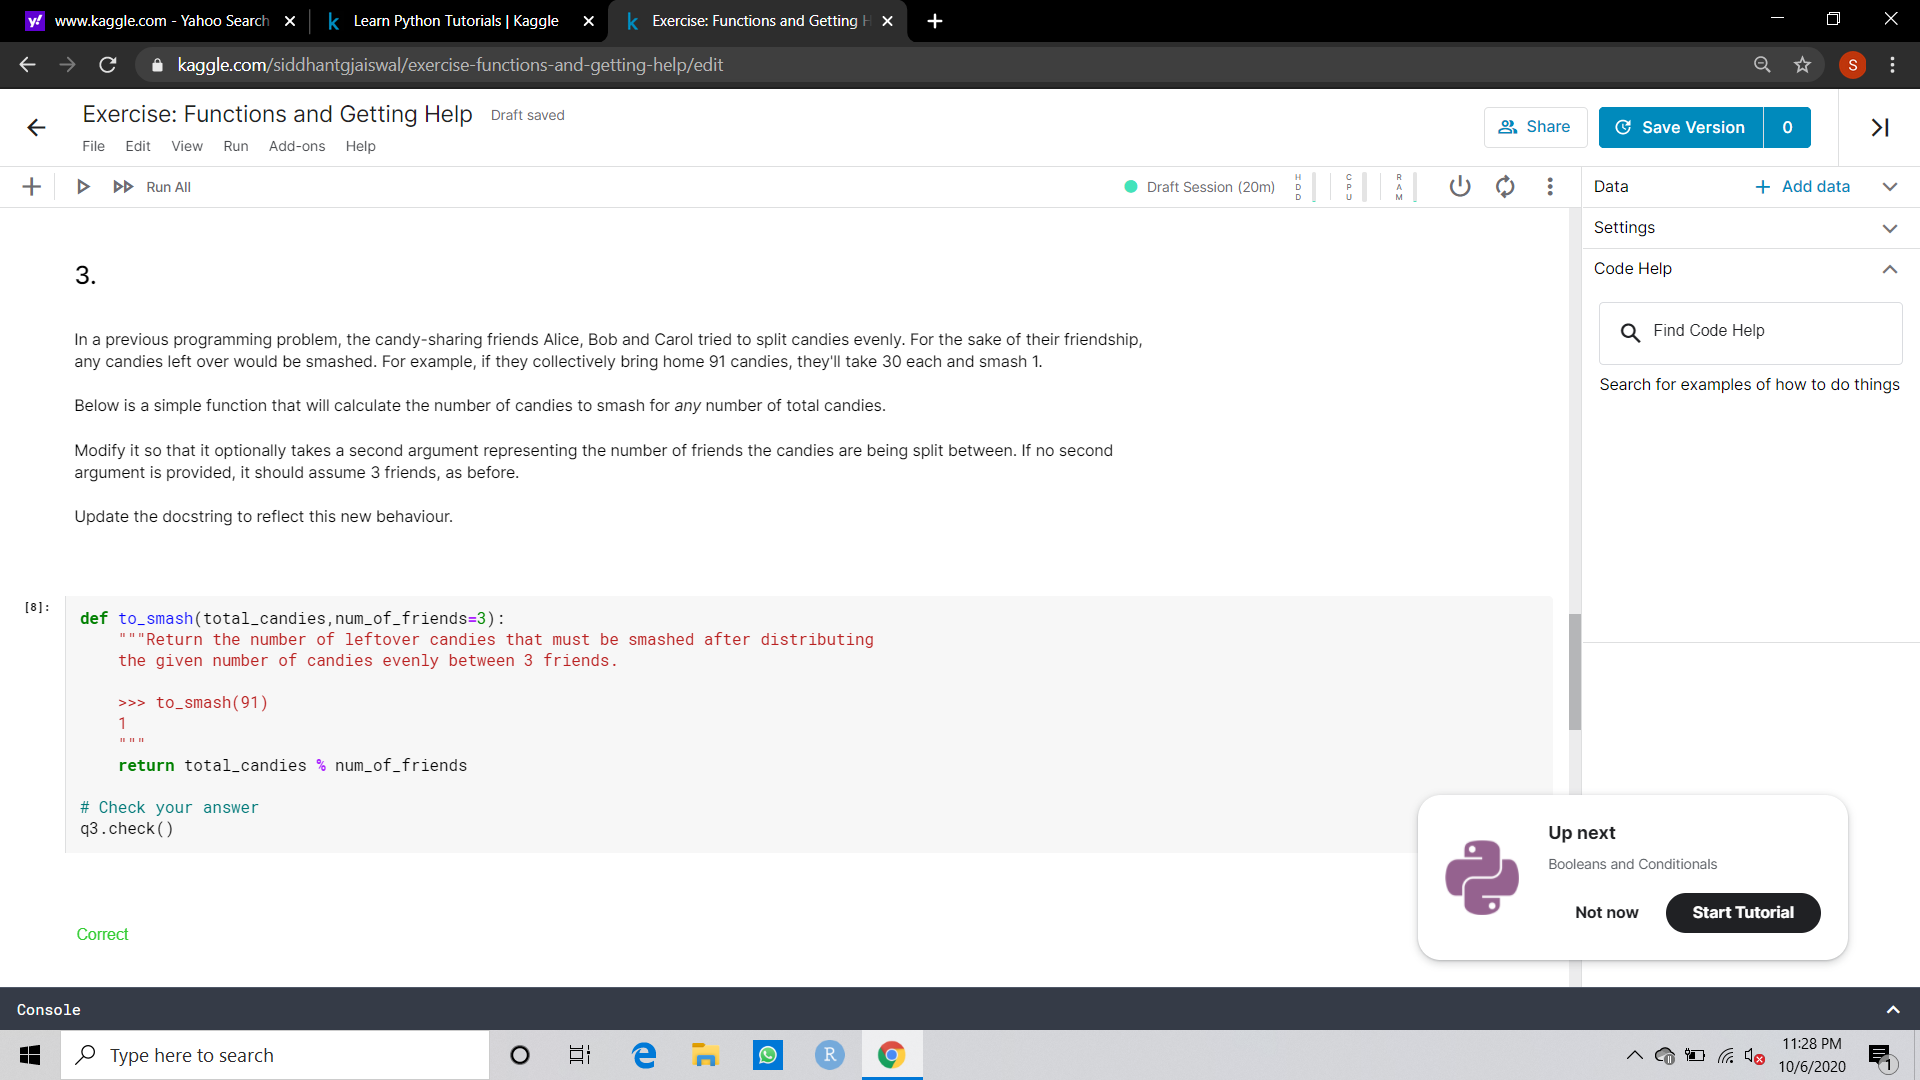 www.kaggle.com - Yahoo Search
Learn Python Tutorials | Kaggle
Exercise: Functions and Getting H
kaggle.com/siddhantgjaiswal/exercise-functions-and-getting-help/edit
S
Exercise: Functions and Getting Help
Draft saved
File Edit View Run Add-ons Help
Share
Save Version
0
Run All
Draft Session (20m)
HDD
CPU
RAM
Data
Add data
Settings
Code Help
Find Code Help
Search for examples of how to do things
3.
In a previous programming problem, the candy-sharing friends Alice, Bob and Carol tried to split candies evenly. For the sake of their friendship,
any candies left over would be smashed. For example, if they collectively bring home 91 candies, they'll take 30 each and smash 1.
Below is a simple function that will calculate the number of candies to smash for any number of total candies.
Modify it so that it optionally takes a second argument representing the number of friends the candies are being split between. If no second
argument is provided, it should assume 3 friends, as before.
Update the docstring to reflect this new behaviour.
[8]:
def to_smash(total_candies,num_of_friends=3):
"""Return the number of leftover candies that must be smashed after distributing
the given number of candies evenly between 3 friends.
>>> to_smash(91)
1
"""
return total_candies % num_of_friends
# Check your answer
q3.check()
Correct
Up next
Booleans and Conditionals
Not now
Start Tutorial
Console
Type here to search
R
11:28 PM
10/6/2020
1